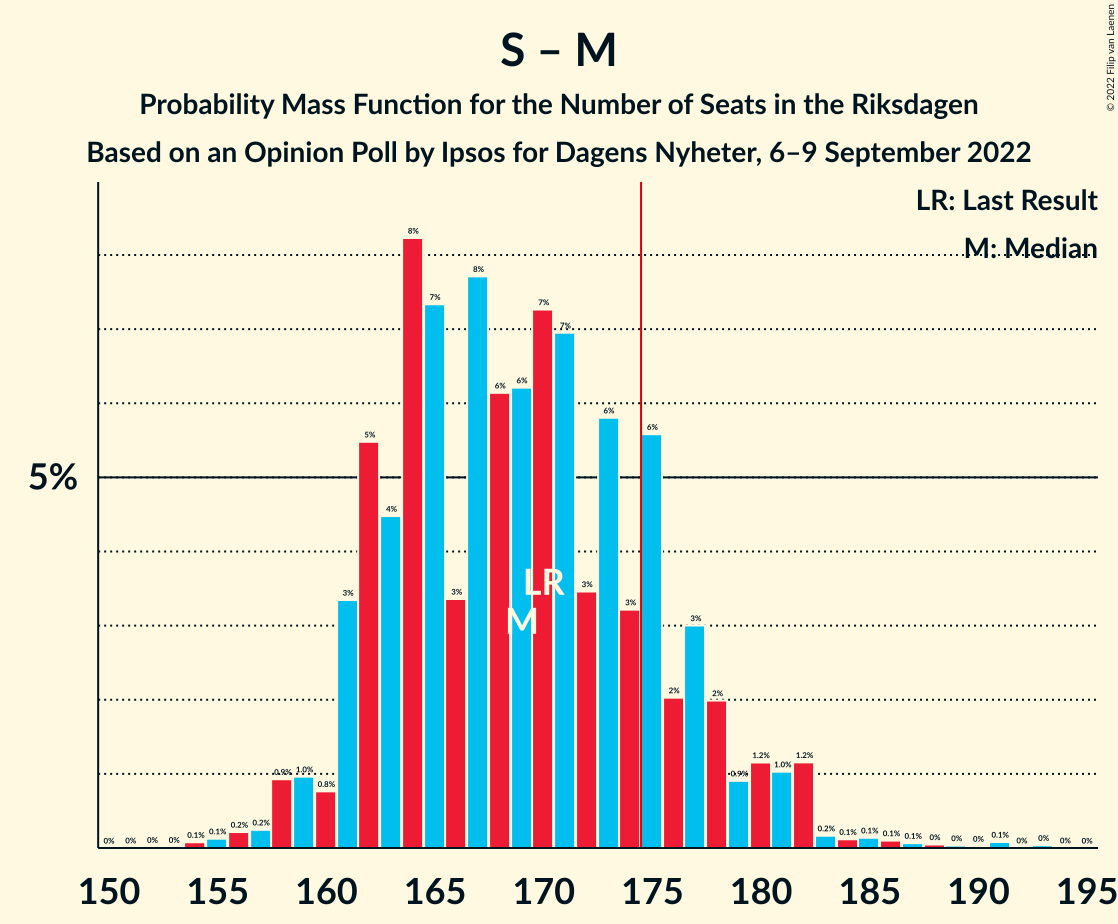 S – M
Probability Mass Function for the Number of Seats in the Riksdagen
Based on an Opinion Poll by Ipsos for Dagens Nyheter, 6–9 September 2022
© 2022 Filip van Laenen
LR: Last Result
M: Median
5%
0% 0% 0% 0% 0.1% 0.1% 0.2% 0.2% 0.9% 1.0% 0.8% 3% 5% 4% 8% 7% 3% 8% 6% 6% 7% 7% 3% 6% 3% 6% 2% 3% 2% 0.9% 1.2% 1.0% 1.2% 0.2% 0.1% 0.1% 0.1% 0.1% 0% 0% 0% 0.1% 0% 0% 0% 0%
LR
M
150 155 160 165 170 175 180 185 190 195